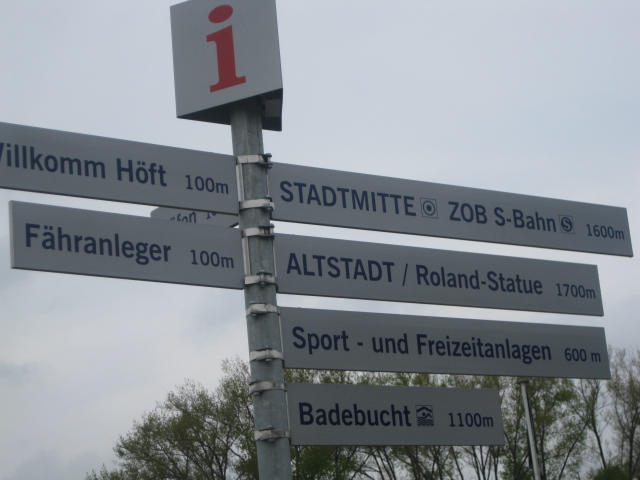 i
illkomm Höft 100m
STADTMITTE ZOB S-Bahn S 1600m
Fähranleger 100m
ALTSTADT / Roland-Statue 1700m
Sport - und Freizeitanlagen 600 m
Badebucht 1100m